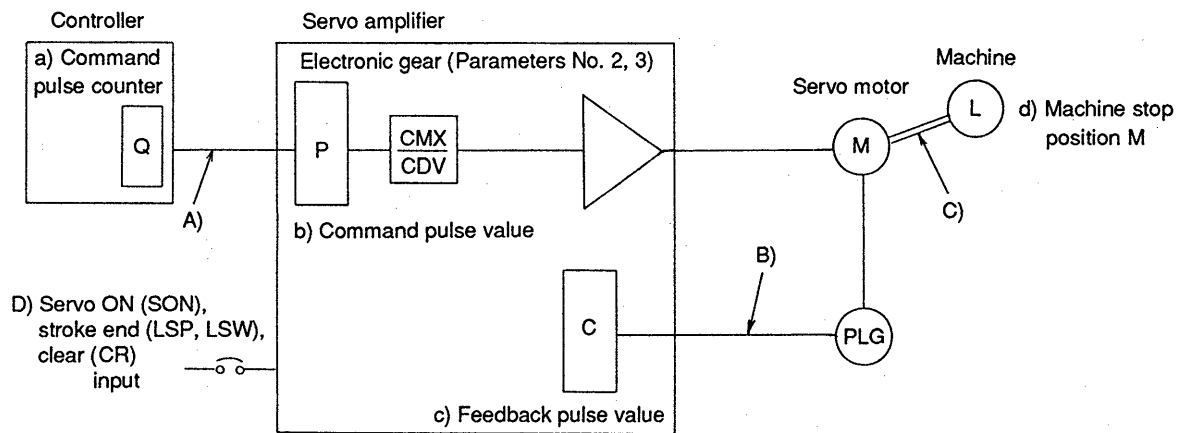 Controller
Servo amplifier
a) Command
pulse counter
Q
A)
Electronic gear (Parameters No. 2, 3)
P
CMX
CDV
b) Command pulse value
Servo motor
Machine
M
L
d) Machine stop
position M
C)
B)
D) Servo ON (SON),
stroke end (LSP, LSW),
clear (CR)
input
C
PLG
c) Feedback pulse value